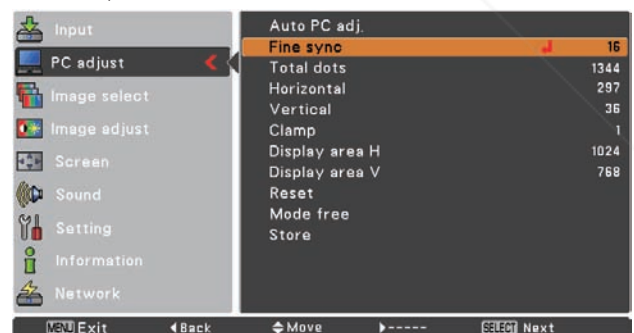 Input
PC adjust
Image select
Image adjust
Screen
Sound
Setting
Information
Network
Auto PC adj.
Fine sync 16
Total dots 1344
Horizontal 297
Vertical 36
Clamp 1
Display area H 1024
Display area V 768
Reset
Mode free
Store
MENU Exit ◀Back ◆Move ▶----- SELECT Next